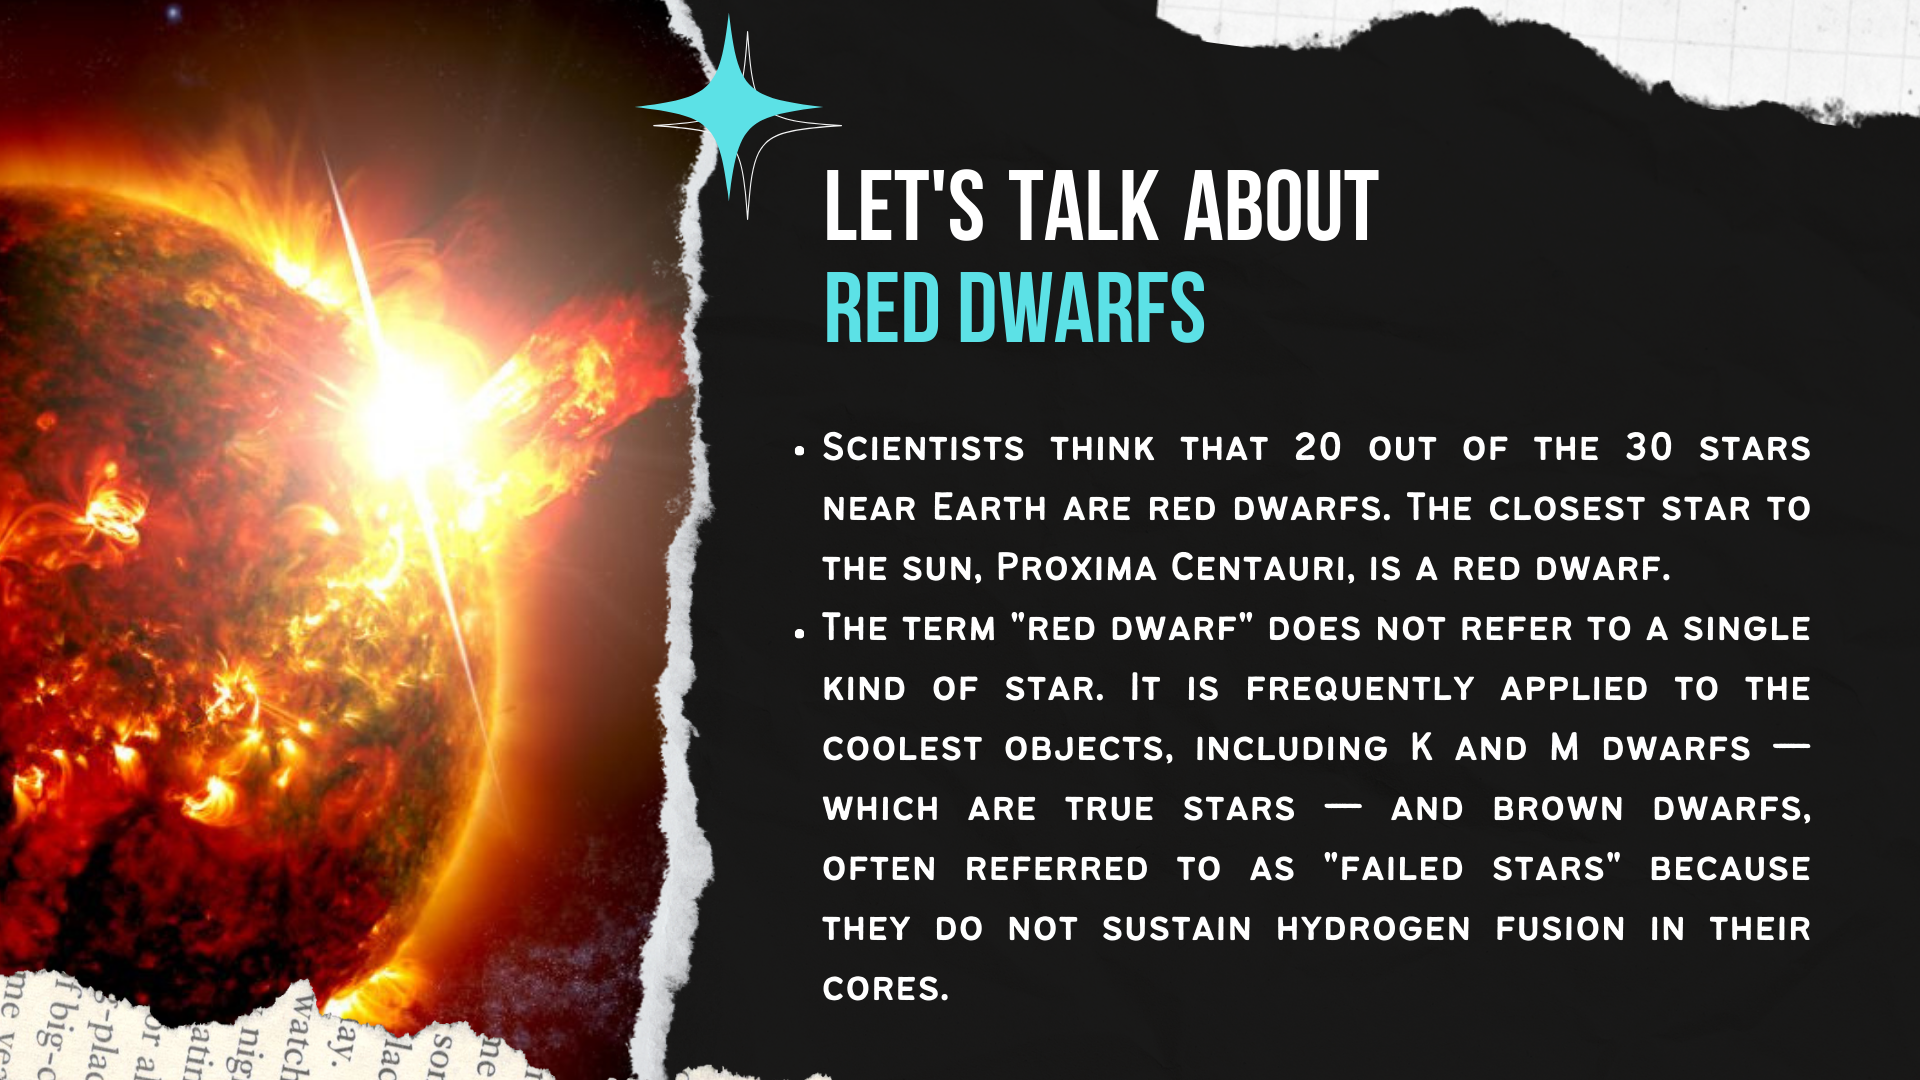 LET'S TALK ABOUT
RED DWARFS
• Scientists think that 20 out of the 30 stars
near Earth are red dwarfs. The closest star to
the sun, Proxima Centauri, is a red dwarf.
• The term "red dwarf" does not refer to a single
kind of star. It is frequently applied to the
coolest objects, including K and M dwarfs —
which are true stars — and brown dwarfs,
often referred to as "failed stars" because
they do not sustain hydrogen fusion in their
cores.
me
big-c
watch